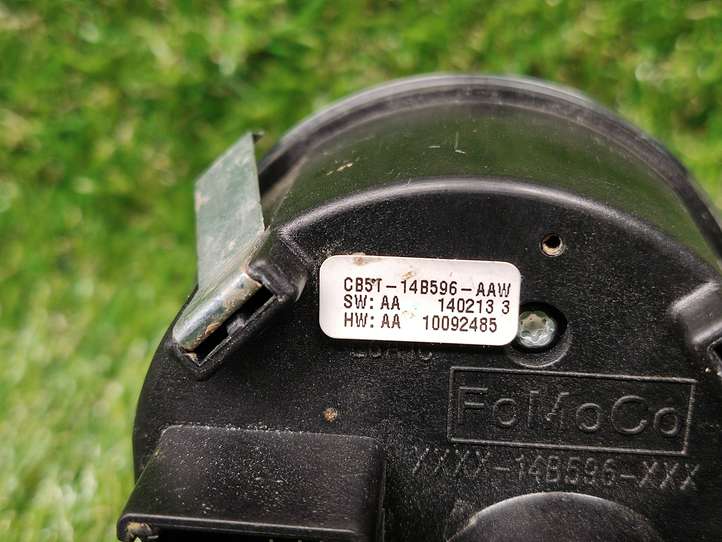 CB5T-14B596-AAW
SW: AA 140213 3
HW: AA 10092485
FoMoCo
XXXX-14B596-XXX